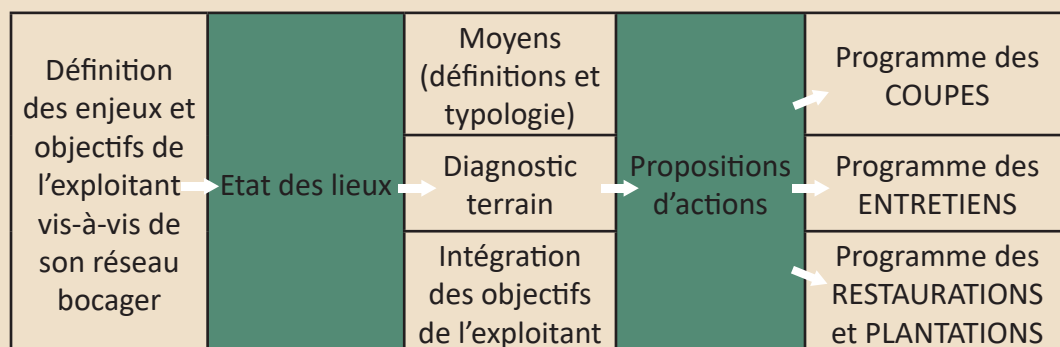 Définition
des enjeux et
objectifs de
l'exploitant
vis-à-vis de
son réseau
bocager
Etat des lieux
Moyens
(définitions et
typologie)
Diagnostic
terrain
Intégration
des objectifs
de l'exploitant
Propositions
d'actions
Programme des
COUPES
Programme des
ENTRETIENS
Programme des
RESTAURATIONS
et PLANTATIONS